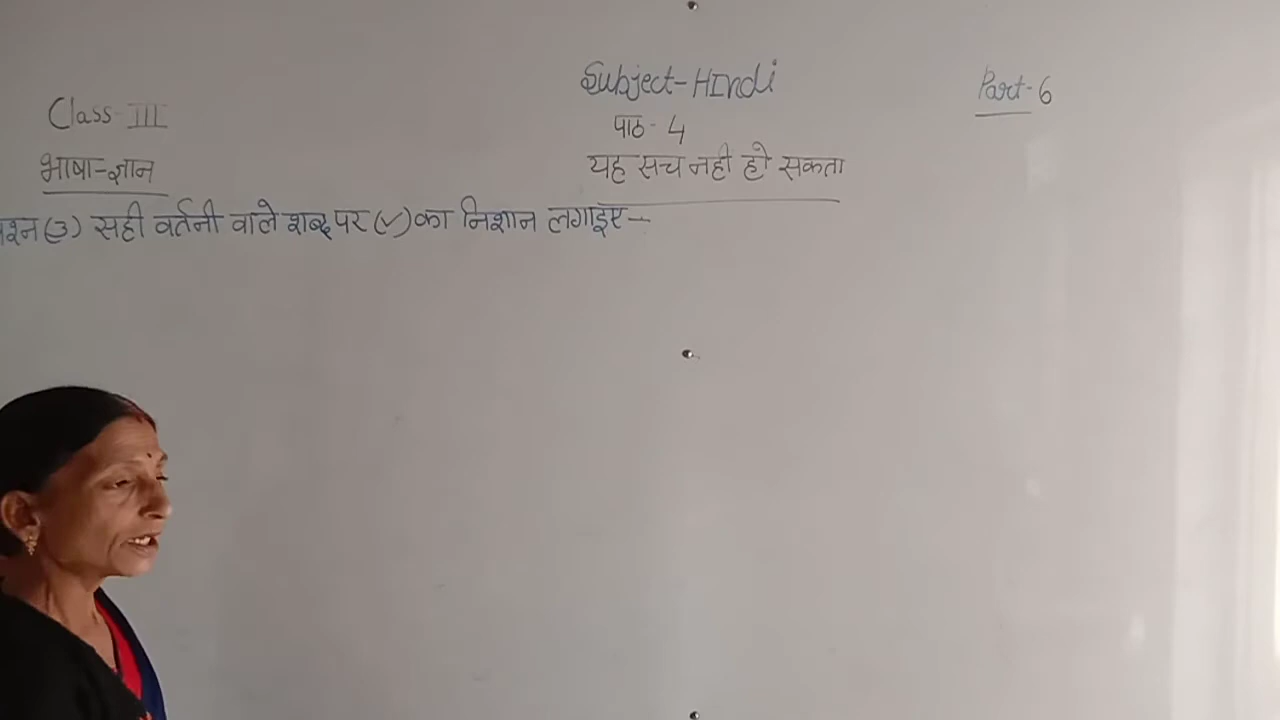 Subject-Hindi
Part-6
Class-III
पाठ-4
भाषा-ज्ञान
यह सच नही हो सकता
प्रश्न(3) सही वर्तनी वाले शब्द पर (✓) का निशान लगाइए-